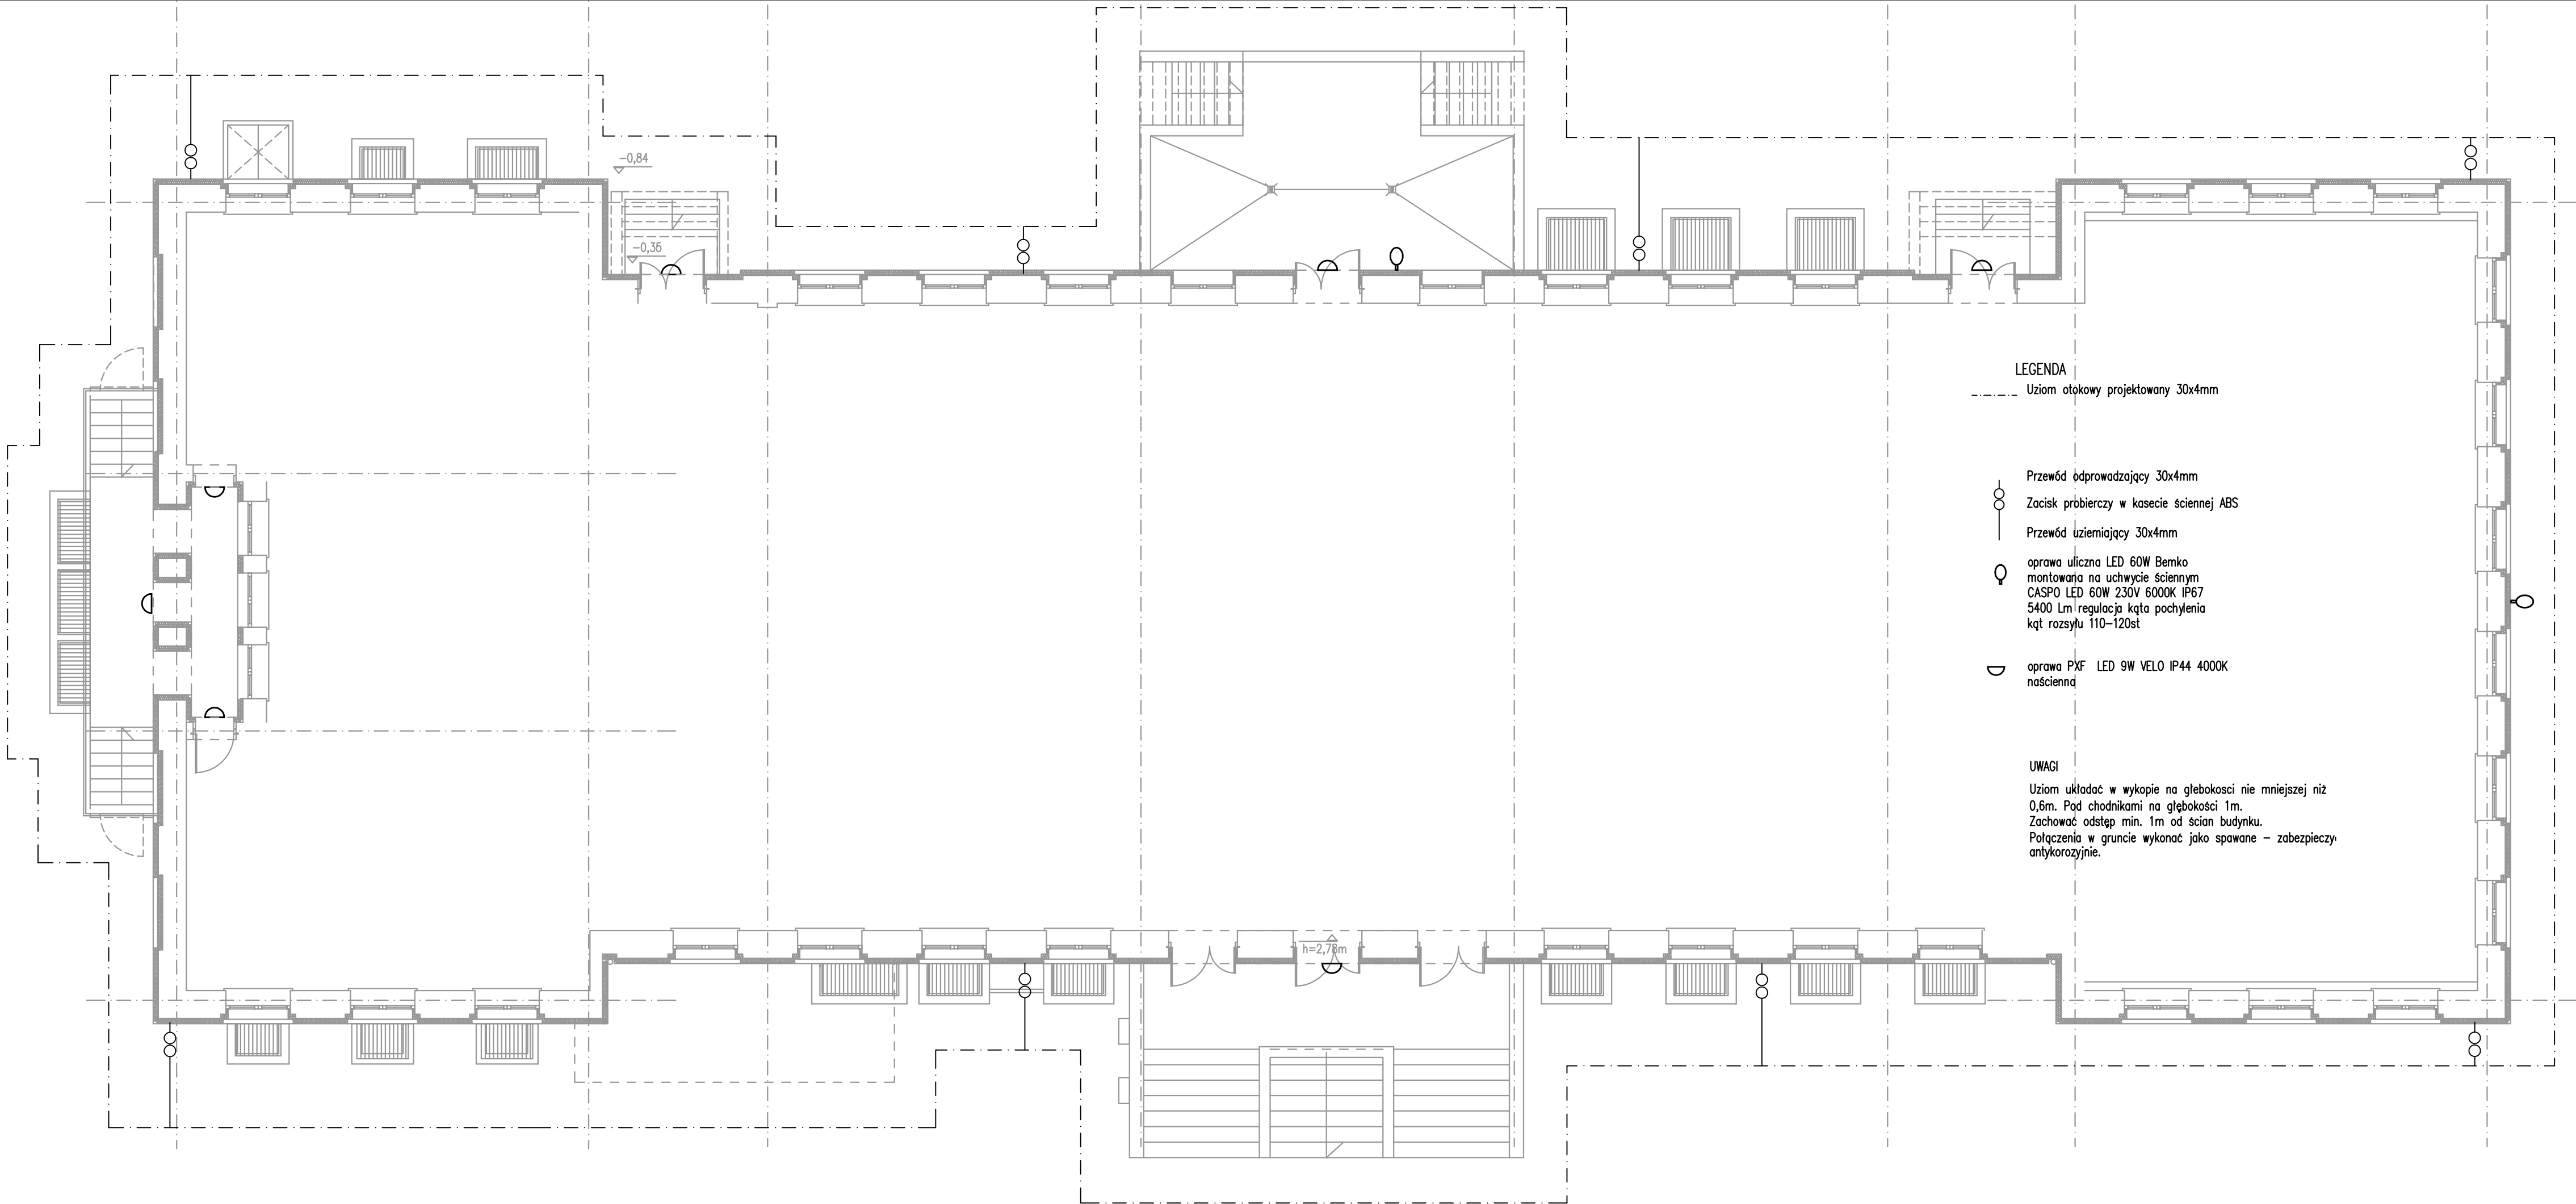 -0,84
-0,35
LEGENDA
Uziom otokowy projektowany 30x4mm
Przewód odprowadzający 30x4mm
Zacisk probierczy w kasecie ściennej ABS
Przewód uziemiający 30x4mm
oprawa uliczna LED 60W Bemko
montowana na uchwycie ściennym
CASPO LED 60W 230V 6000K IP67
5400 Lm regulacja kąta pochylenia
kąt rozsyłu 110-120st
oprawa PXF LED 9W VELO IP44 4000K
naścienna
UWAGI
Uziom układać w wykopie na głebokosci nie mniejszej niż
0,6m. Pod chodnikami na głębokości 1m.
Zachować odstęp min. 1m od ścian budynku.
Połączenia w gruncie wykonać jako spawane – zabezpieczy
antykorozyjnie.
h=2,78m